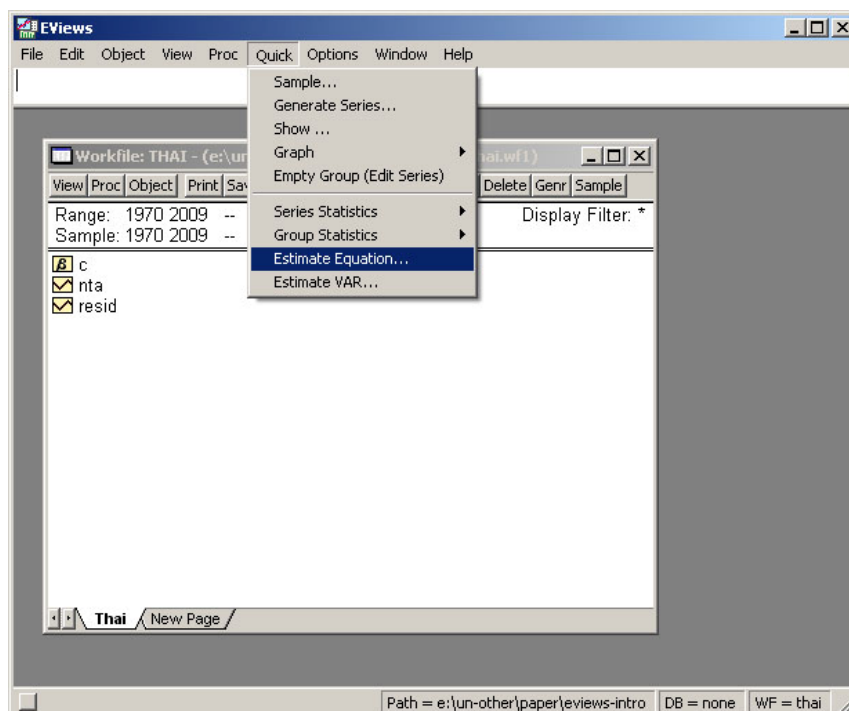 EViews
File Edit Object View Proc Quick Options Window Help
Sample...
Generate Series...
Show ...
Graph
Empty Group (Edit Series)
Series Statistics
Group Statistics
Estimate Equation...
Estimate VAR...
Workfile: THAI - (e:\un
hai.wf1)
View Proc Object Print Sav
Delete Genr Sample
Range: 1970 2009 --
Display Filter: *
Sample: 1970 2009 --
β c
nta
resid
Thai New Page
Path = e:\un-other\paper\eviews-intro DB = none WF = thai